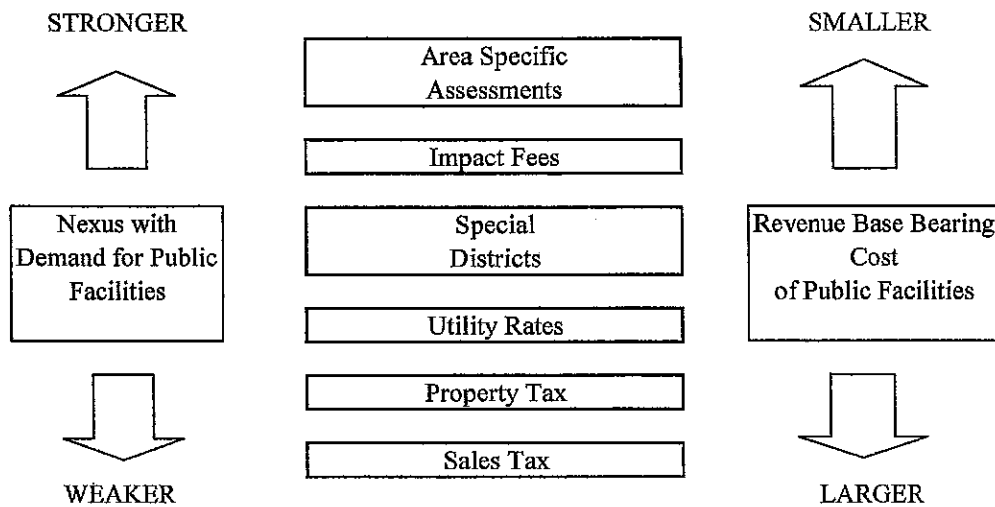 STRONGER
SMALLER
Area Specific
Assessments
Impact Fees
Nexus with
Demand for Public
Facilities
Special
Districts
Revenue Base Bearing
Cost
of Public Facilities
Utility Rates
Property Tax
Sales Tax
WEAKER
LARGER